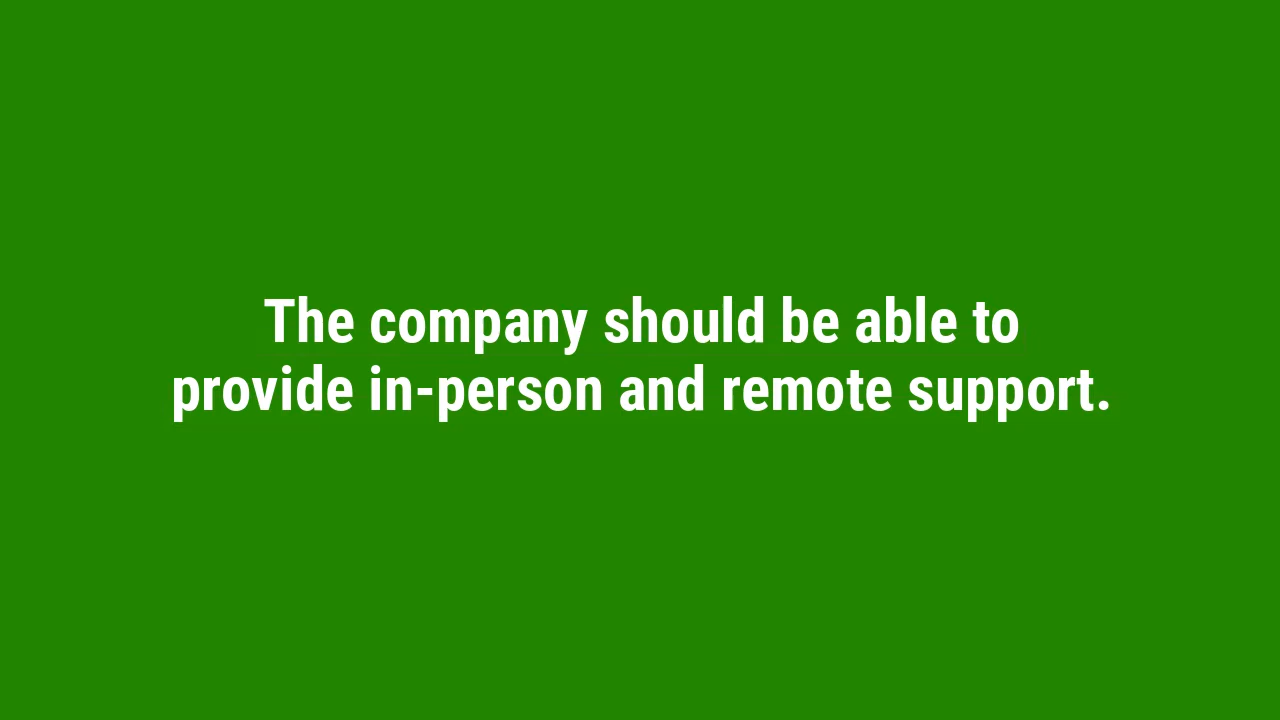 The company should be able to
provide in-person and remote support.